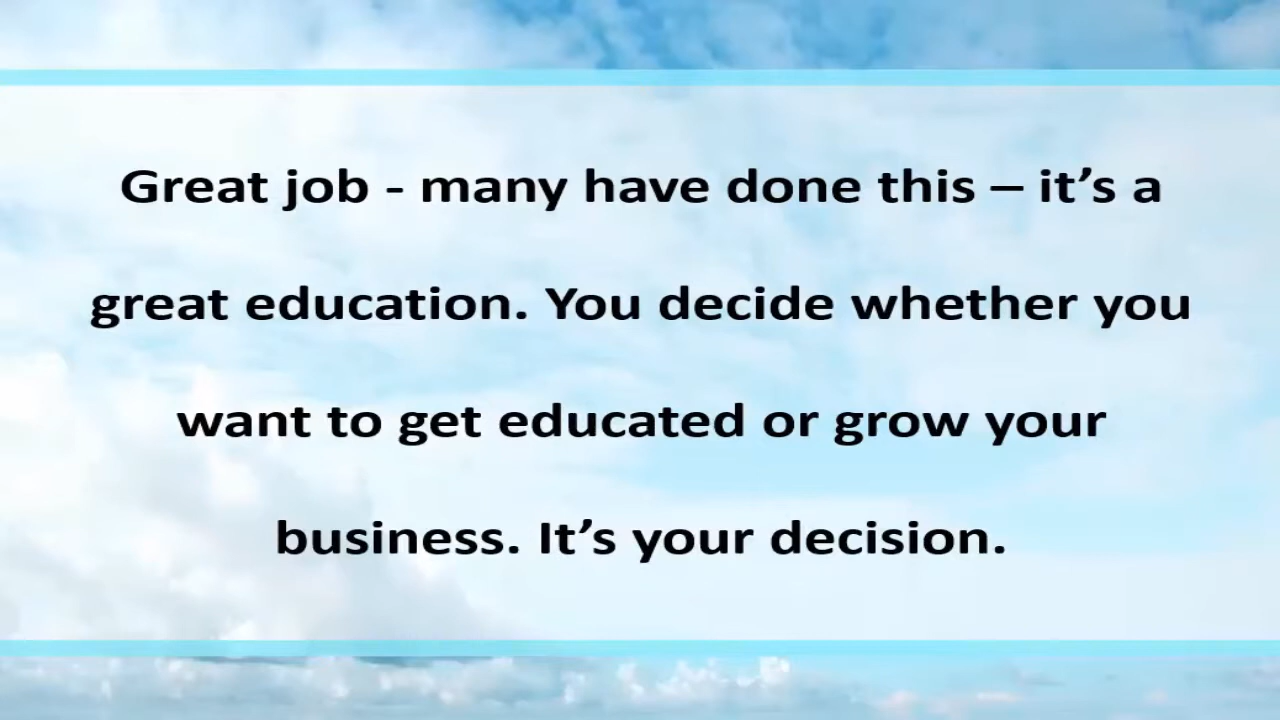 Great job - many have done this – it’s a
great education. You decide whether you
want to get educated or grow your
business. It’s your decision.